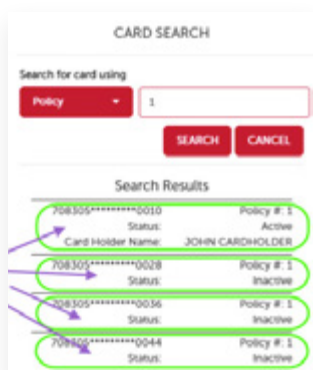 CARD SEARCH
Search for card using
Policy 1
SEARCH CANCEL
Search Results
708305*********0010 Policy #: 1
Status: Active
Card Holder Name: JOHN CARDHOLDER
708305*********0028 Policy #: 1
Status: Inactive
708305*********0036 Policy #: 1
Status: Inactive
708305*********0044 Policy #: 1
Status: Inactive